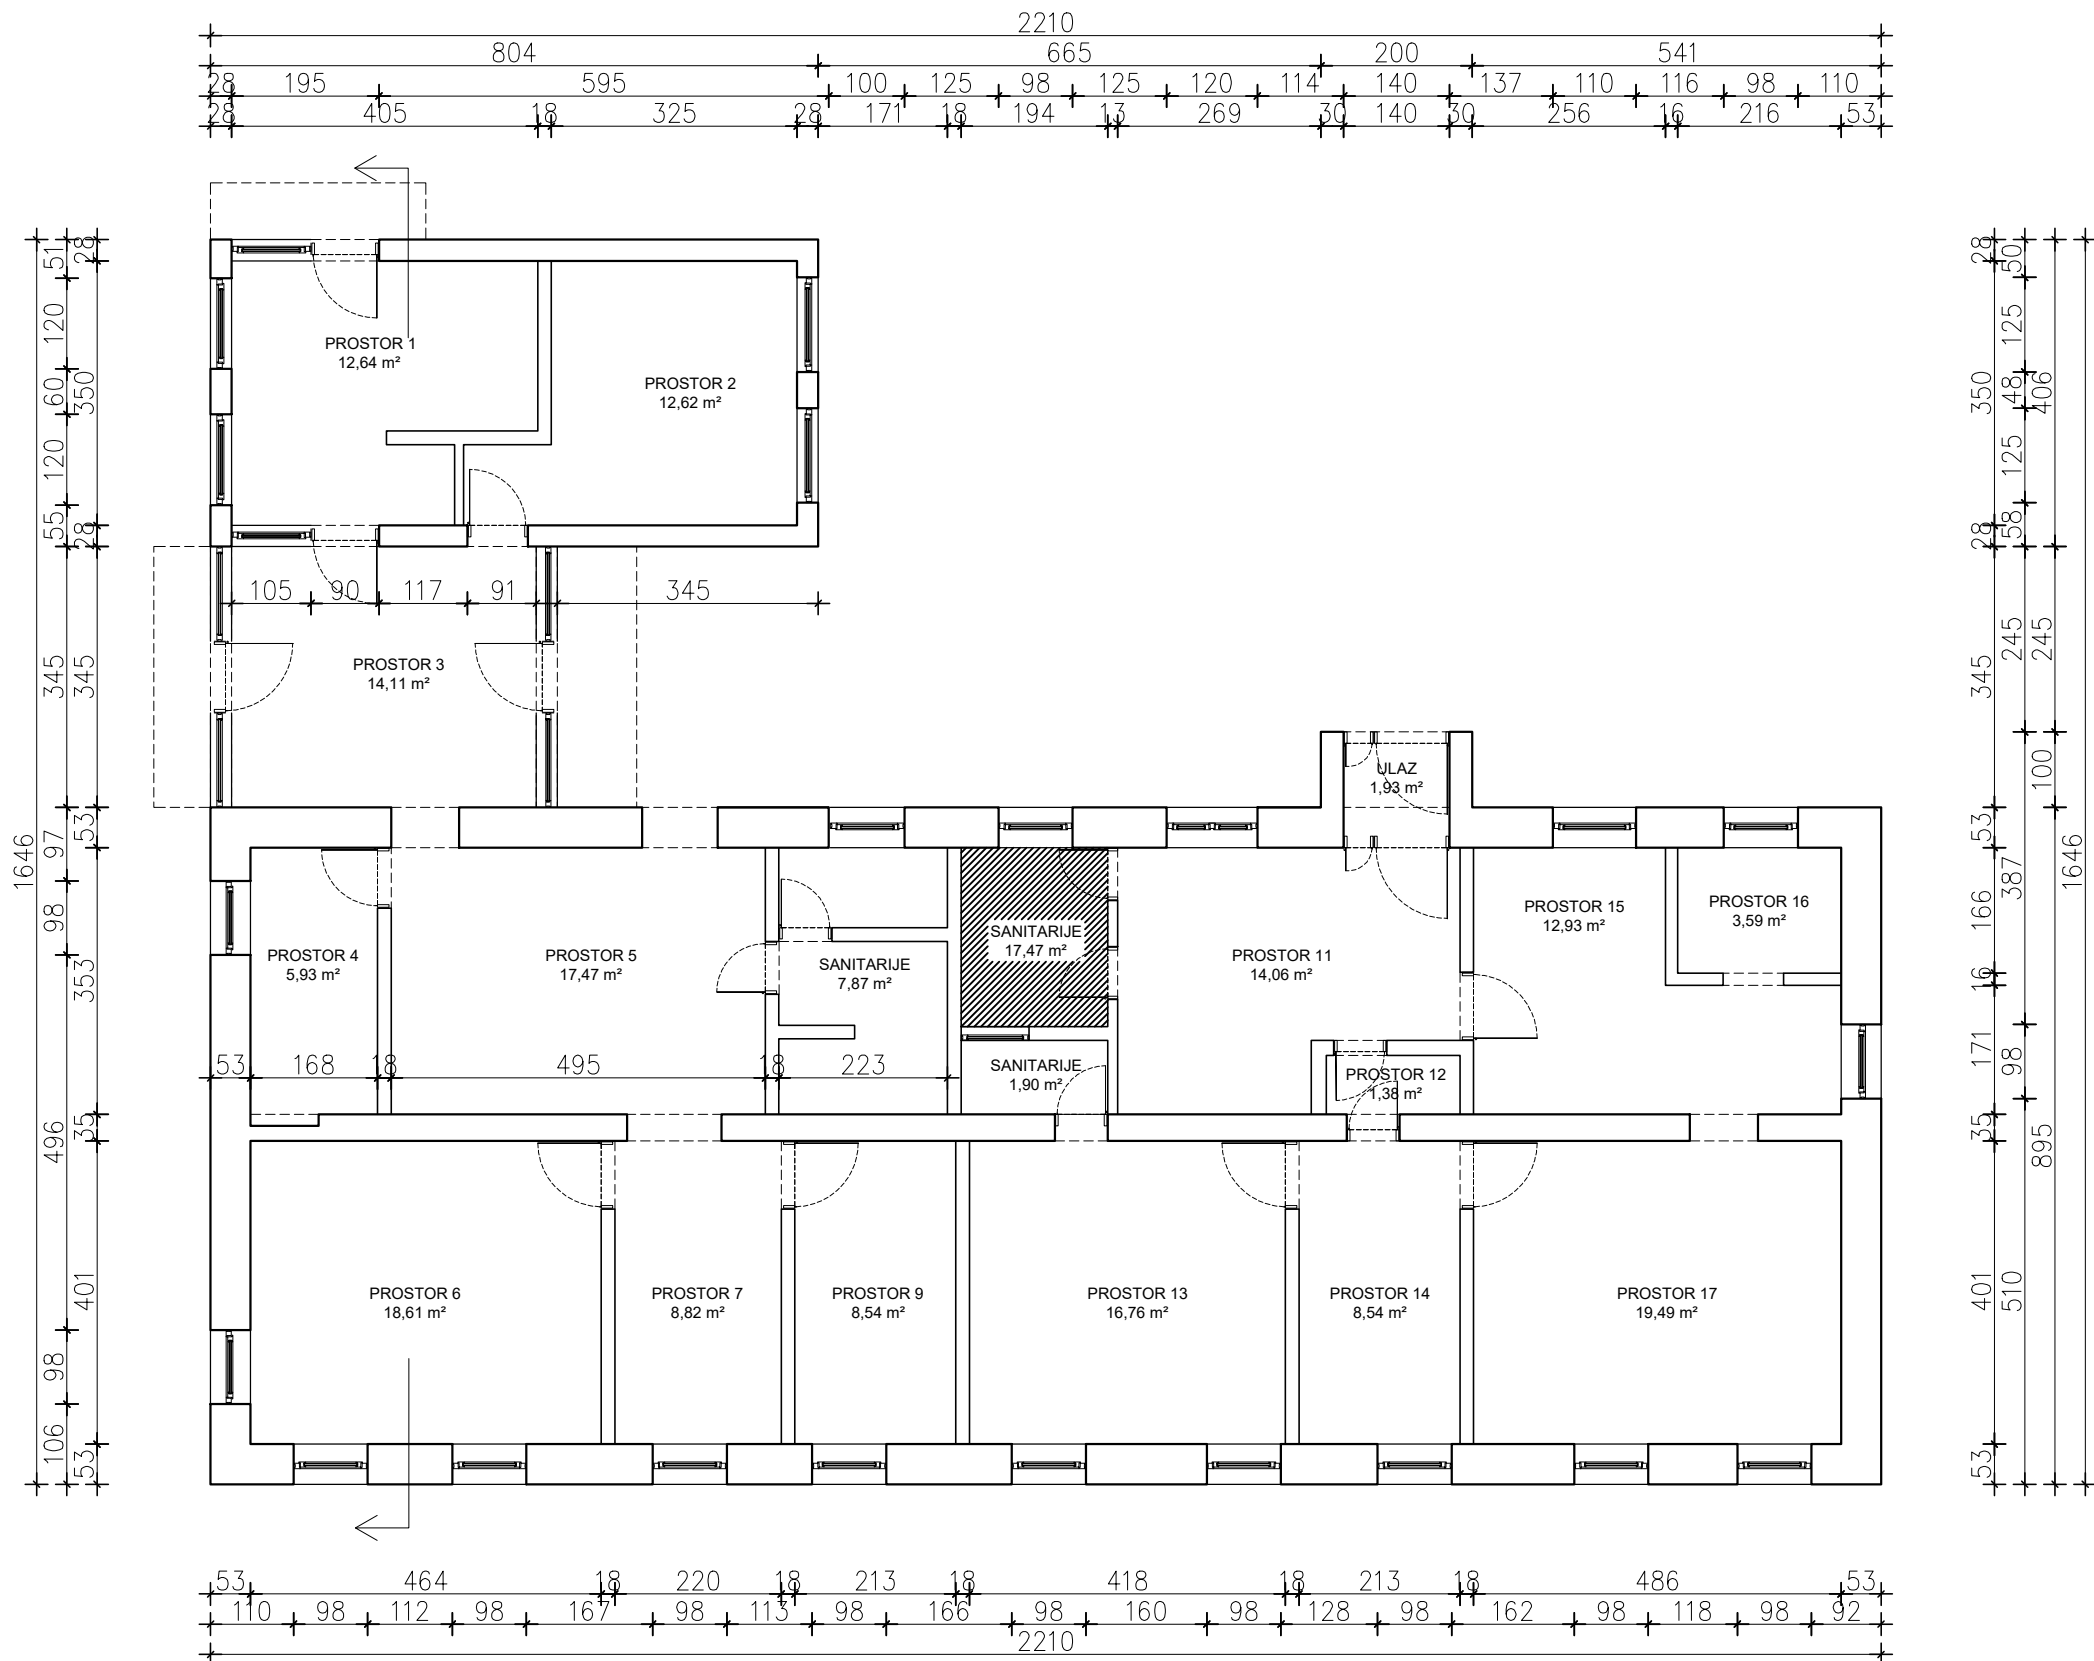 2210
804 665 200 541
28 195 595 100 125 98 125 120 114 140 137 110 116 98 110
28 405 18 325 28 171 18 194 13 269 30 140 30 256 16 216 53
PROSTOR 1
12,64 m²
PROSTOR 2
12,62 m²
105 90 117 91 345
PROSTOR 3
14,11 m²
ULAZ
1,93 m²
PROSTOR 4
5,93 m²
PROSTOR 5
17,47 m²
SANITARIJE
7,87 m²
SANITARIJE
17,47 m²
PROSTOR 11
14,06 m²
PROSTOR 15
12,93 m²
PROSTOR 16
3,59 m²
SANITARIJE
1,90 m²
PROSTOR 12
1,38 m²
53 168 18 495 18 223
PROSTOR 6
18,61 m²
PROSTOR 7
8,82 m²
PROSTOR 9
8,54 m²
PROSTOR 13
16,76 m²
PROSTOR 14
8,54 m²
PROSTOR 17
19,49 m²
1646
51 120 60 120 55 345 97 98 496 98 106
28 350 28 345 53 353 35 401 53
28 350 28 345 53 166 16 171 35 401 53
50 125 48 125 58 245 387 98 510
406 245 100 895
1646
53 464 18 220 18 213 18 418 18 213 18 486 53
110 98 112 98 167 98 113 98 166 98 160 98 128 98 162 98 118 98 92
2210